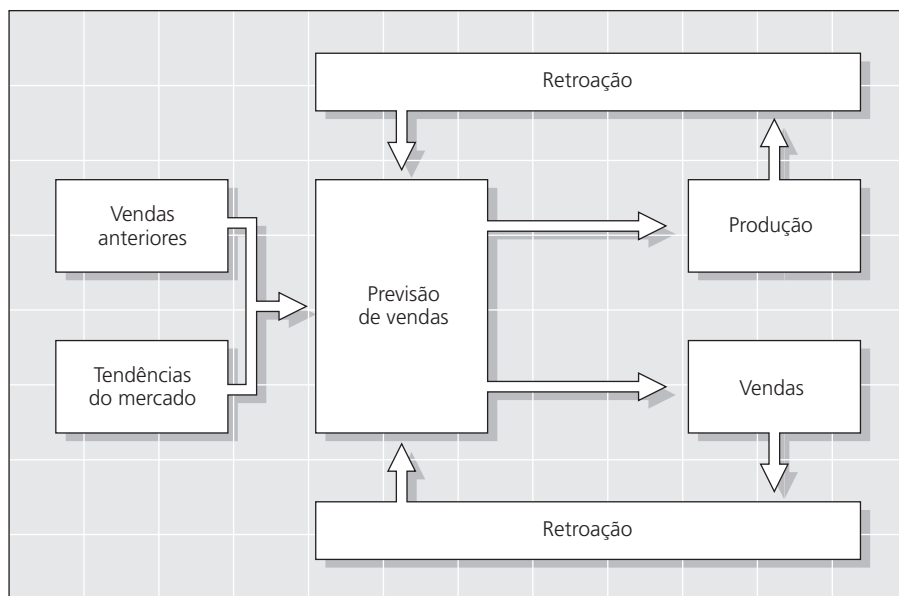 Retroação
Vendas
anteriores
Previsão
de vendas
Produção
Tendências
do mercado
Vendas
Retroação